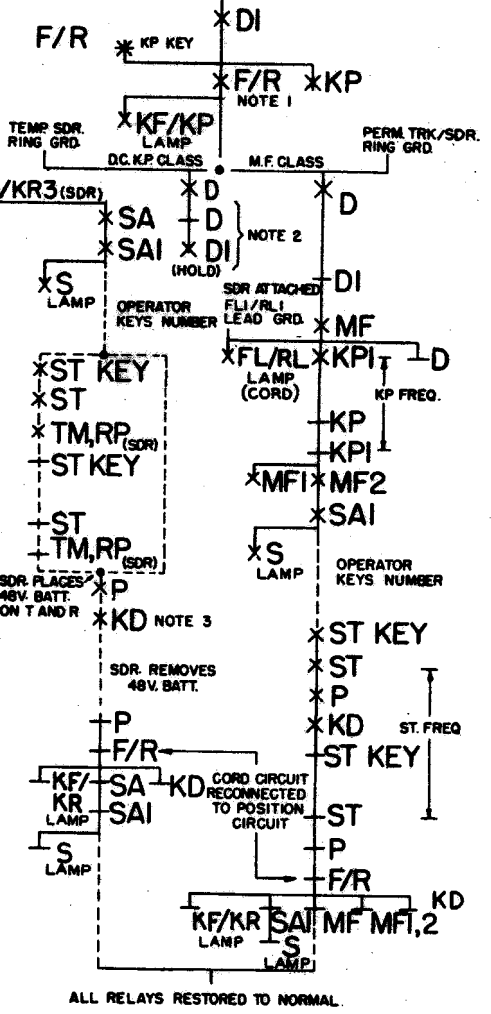 DI
F/R
KP KEY
F/R
KP
NOTE 1
KF/KP
LAMP
TEMP. SDR.
RING GRD.
PERM. TRK/SDR.
RING GRD.
D.C. K.P. CLASS
M.F. CLASS
/KR3 (SDR)
D
D
SA
D
NOTE 2
SAI
DI
(HOLD)
S
LAMP
DI
SDR ATTACHED
FLI/RLI
LEAD GRD.
OPERATOR
KEYS NUMBER
MF
FL/RL
LAMP
(CORD)
KPI
D
KP FREQ.
ST KEY
ST
TM,RP (SDR)
ST KEY
KP
KPI
MFI
MF2
SAI
ST
TM,RP (SDR)
S
LAMP
OPERATOR
KEYS NUMBER
SDR. PLACES
48V. BATT.
ON T AND R
P
KD NOTE 3
ST KEY
SDR. REMOVES
48V. BATT.
ST
P
KD
ST. FREQ
P
F/R
ST KEY
KF/
KR
LAMP
SA
KD
SAI
CORD CIRCUIT
RECONNECTED
TO POSITION
CIRCUIT
ST
S
LAMP
P
F/R
KF/KR
LAMP
SAI
MF
MF1,2
KD
S
LAMP
ALL RELAYS RESTORED TO NORMAL